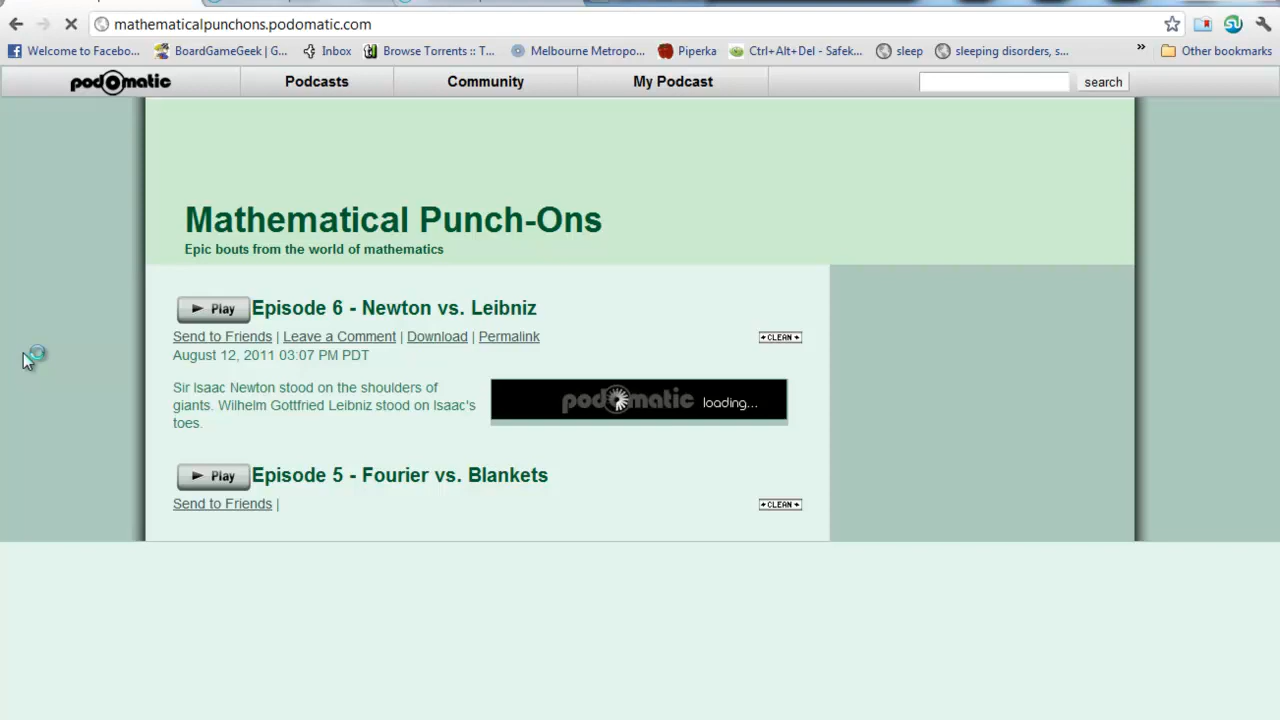 mathematicalpunchons.podomatic.com
Welcome to Facebo... BoardGameGeek | G... Inbox Browse Torrents :: T... Melbourne Metropo... Piperka Ctrl+Alt+Del - Safek... sleep sleeping disorders, s... » Other bookmarks
podOmatic Podcasts Community My Podcast search
Mathematical Punch-Ons
Epic bouts from the world of mathematics
Play Episode 6 - Newton vs. Leibniz
Send to Friends | Leave a Comment | Download | Permalink CLEAN
August 12, 2011 03:07 PM PDT
Sir Isaac Newton stood on the shoulders of
giants. Wilhelm Gottfried Leibniz stood on Isaac's
toes.
podomatic loading...
Play Episode 5 - Fourier vs. Blankets
Send to Friends | CLEAN